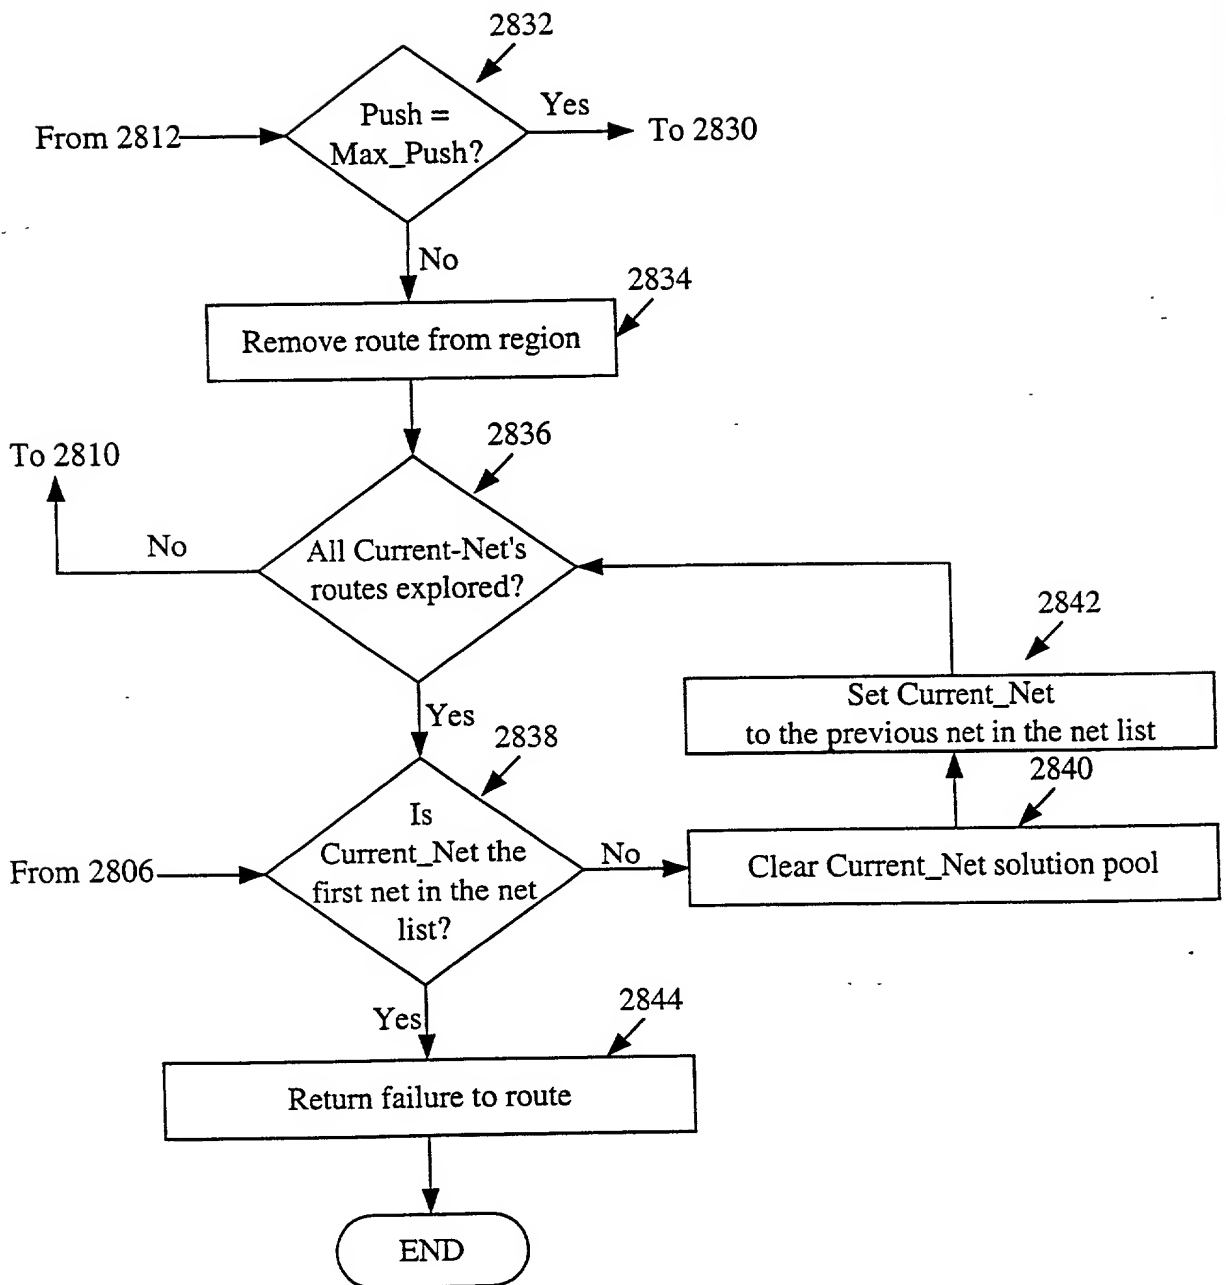 2832
Push =
Max_Push?
Yes
To 2830
From 2812
No
2834
Remove route from region
2836
To 2810
No
All Current-Net's
routes explored?
2842
Set Current_Net
to the previous net in the net list
Yes
2838
2840
Is
Current_Net the
first net in the net
list?
From 2806
No
Clear Current_Net solution pool
Yes
2844
Return failure to route
END